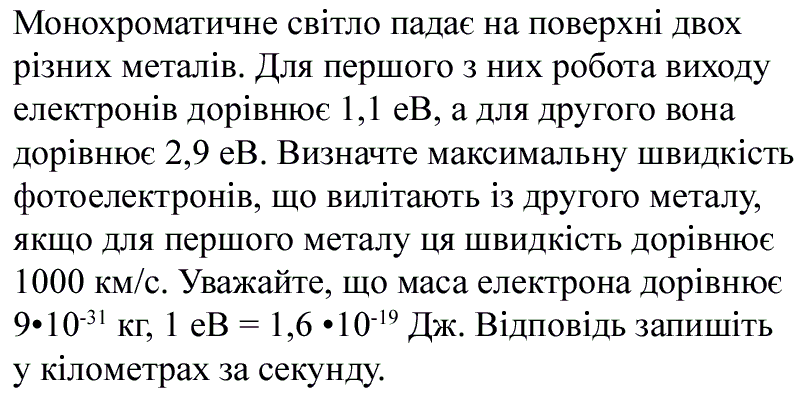 Монохроматичне світло падає на поверхні двох
різних металів. Для першого з них робота виходу
електронів дорівнює 1,1 еВ, а для другого вона
дорівнює 2,9 еВ. Визначте максимальну швидкість
фотоелектронів, що вилітають із другого металу,
якщо для першого металу ця швидкість дорівнює
1000 км/с. Уважайте, що маса електрона дорівнює
9•10⁻³¹ кг, 1 еВ = 1,6 •10⁻¹⁹ Дж. Відповідь запишіть
у кілометрах за секунду.